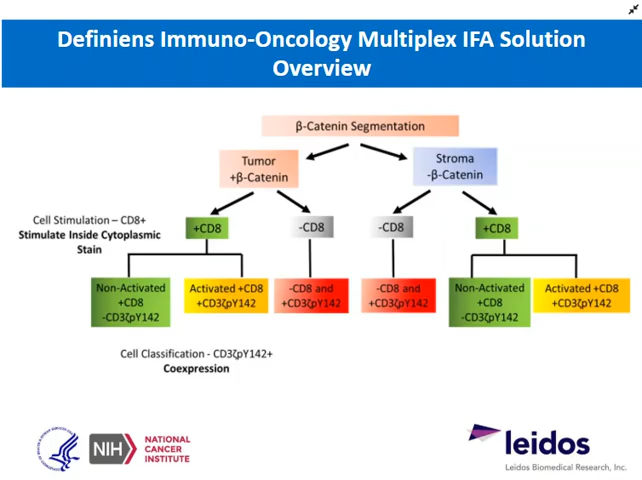 Definiens Immuno-Oncology Multiplex IFA Solution
Overview
β-Catenin Segmentation
Tumor
+β-Catenin
Stroma
-β-Catenin
Cell Stimulation – CD8+
Stimulate Inside Cytoplasmic
Stain
+CD8
-CD8
-CD8
+CD8
Non-Activated
+CD8
-CD3ζpY142
Activated +CD8
+CD3ζpY142
-CD8 and
+CD3ζpY142
-CD8 and
+CD3ζpY142
Non-Activated
+CD8
-CD3ζpY142
Activated +CD8
+CD3ζpY142
Cell Classification - CD3ζpY142+
Coexpression
NIH
NATIONAL
CANCER
INSTITUTE
leidos
Leidos Biomedical Research, Inc.